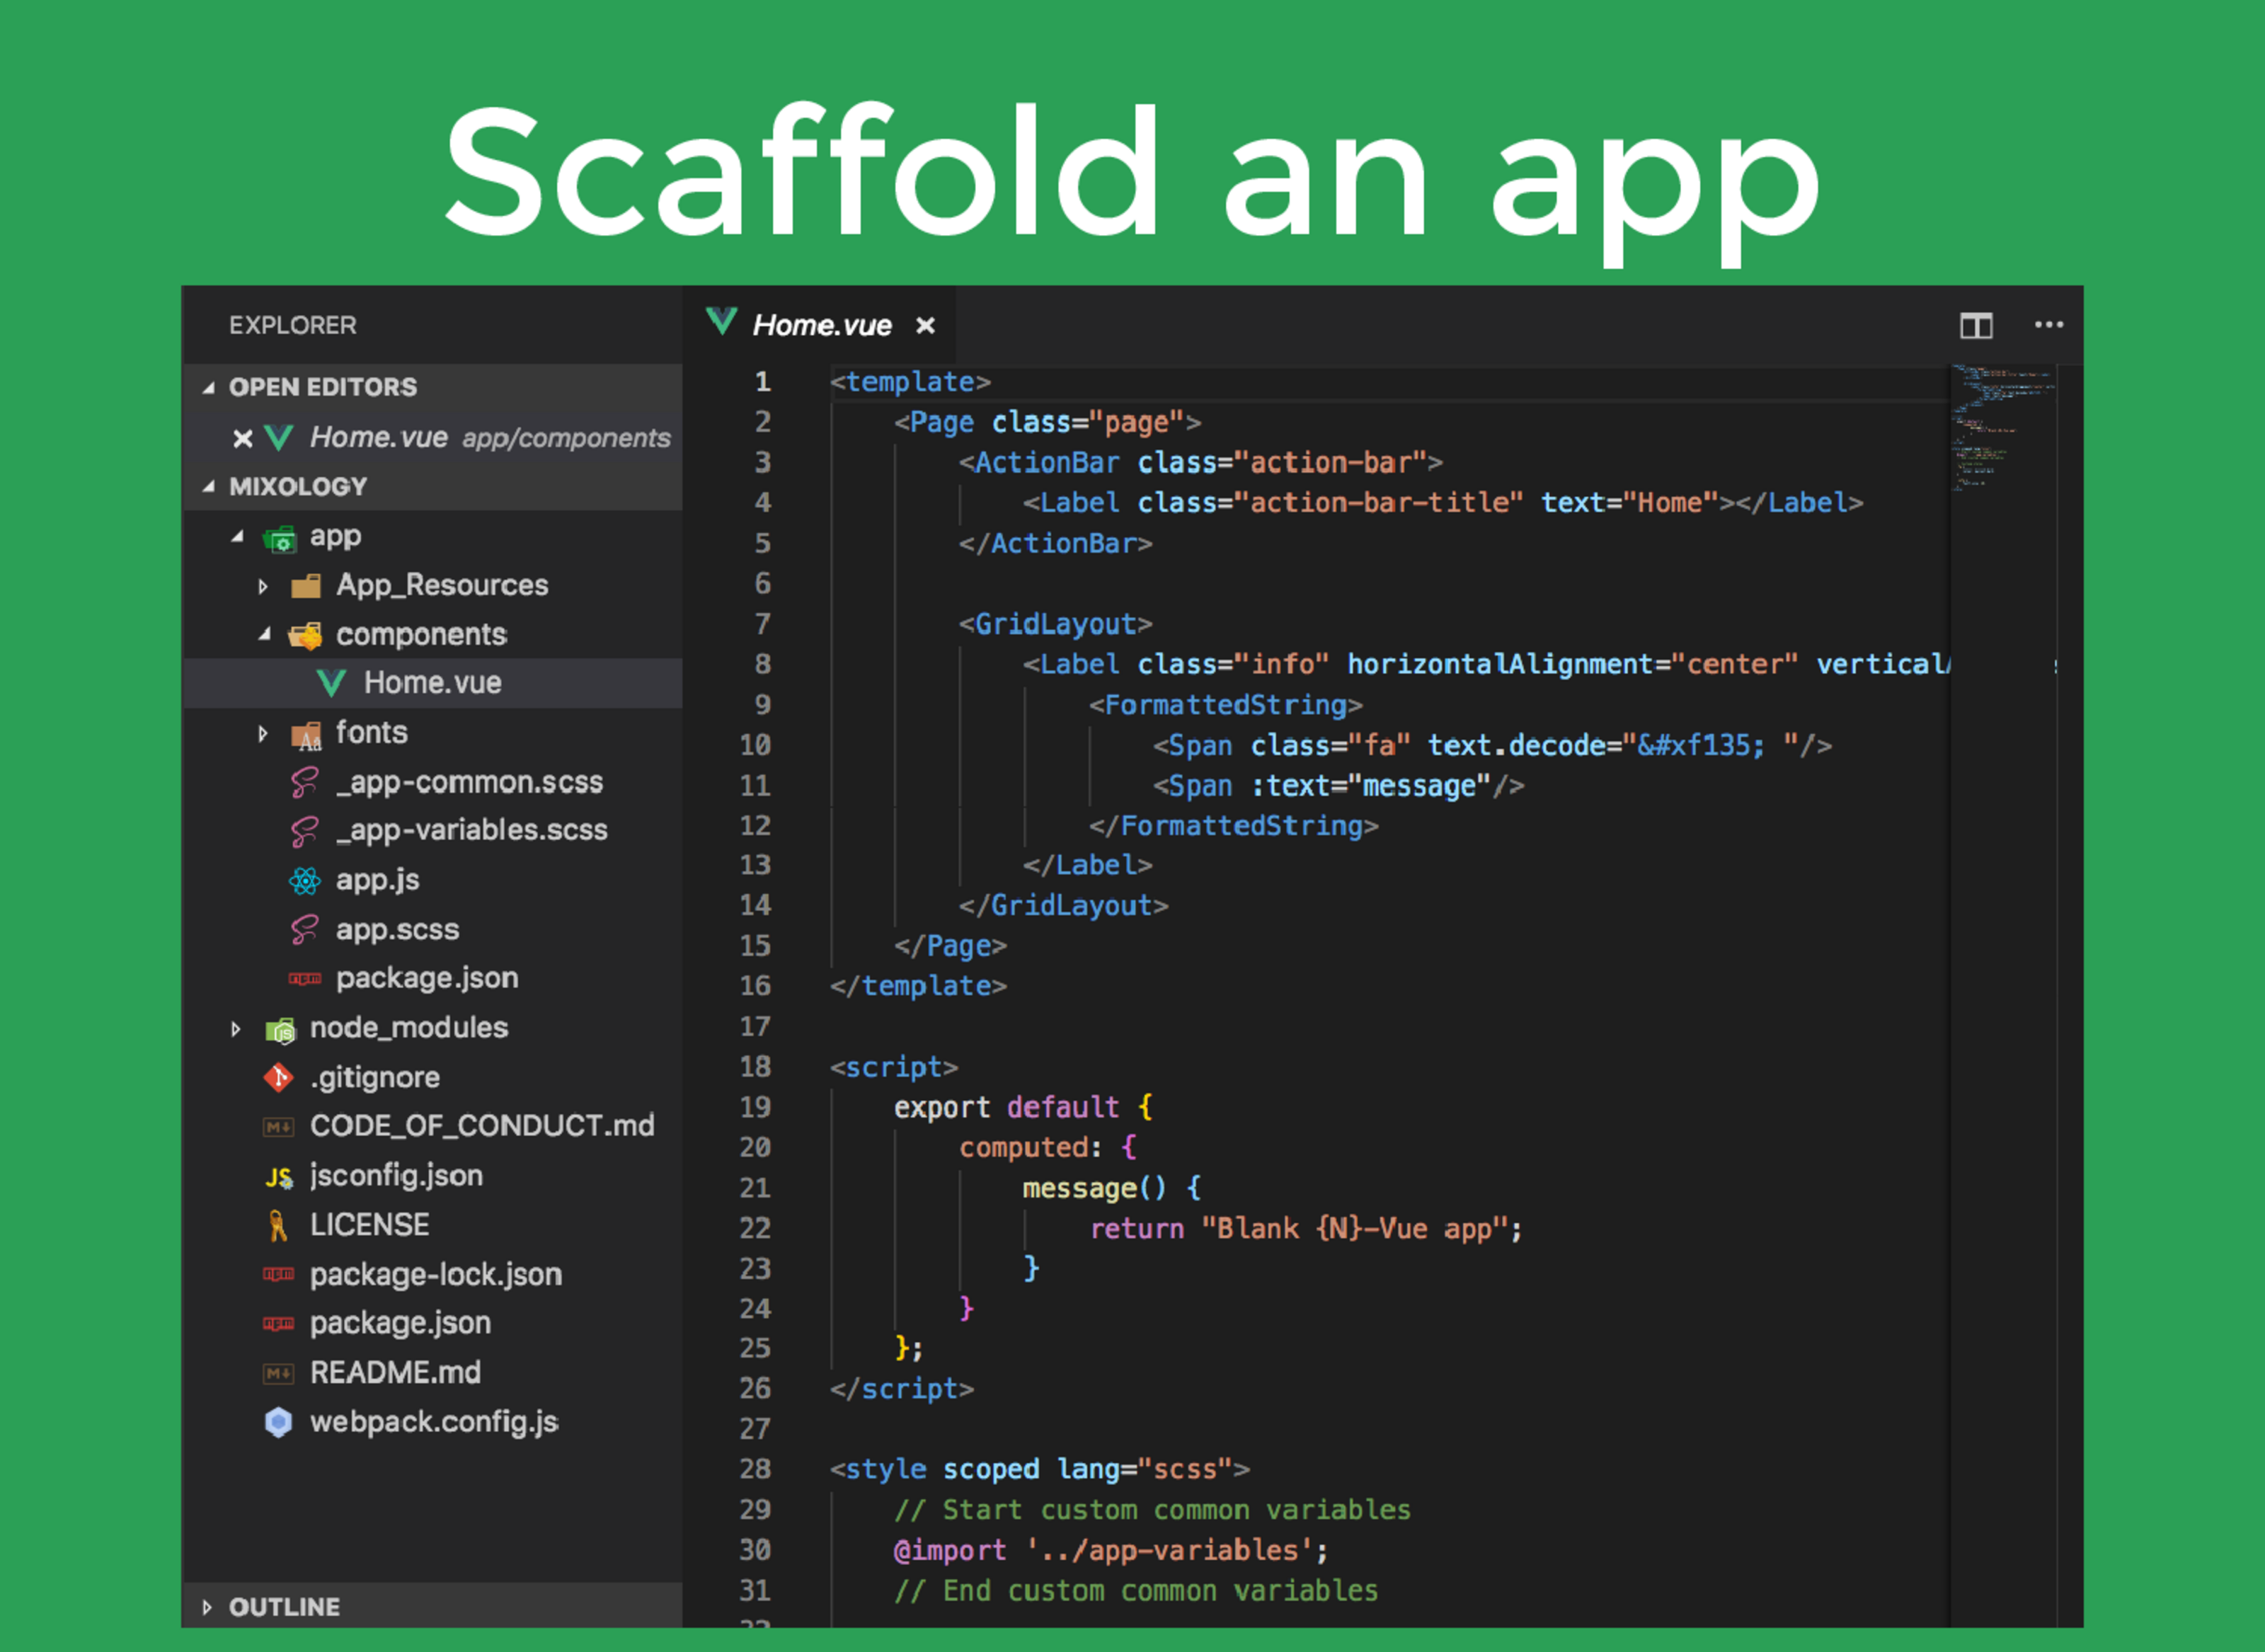 Scaffold an app
EXPLORER
OPEN EDITORS
Home.vue app/components
MIXOLOGY
app
App_Resources
components
Home.vue
fonts
_app-common.scss
_app-variables.scss
app.js
app.scss
package.json
node_modules
.gitignore
CODE_OF_CONDUCT.md
jsconfig.json
LICENSE
package-lock.json
package.json
README.md
webpack.config.js
OUTLINE
Home.vue
1 <template>
2 <Page class="page">
3 <ActionBar class="action-bar">
4 <Label class="action-bar-title" text="Home"></Label>
5 </ActionBar>
6
7 <GridLayout>
8 <Label class="info" horizontalAlignment="center" vertical
9 <FormattedString>
10 <Span class="fa" text.decode="&#xf135; "/>
11 <Span :text="message"/>
12 </FormattedString>
13 </Label>
14 </GridLayout>
15 </Page>
16 </template>
17
18 <script>
19 export default {
20 computed: {
21 message() {
22 return "Blank {N}-Vue app";
23 }
24 }
25 };
26 </script>
27
28 <style scoped lang="scss">
29 // Start custom common variables
30 @import '../app-variables';
31 // End custom common variables